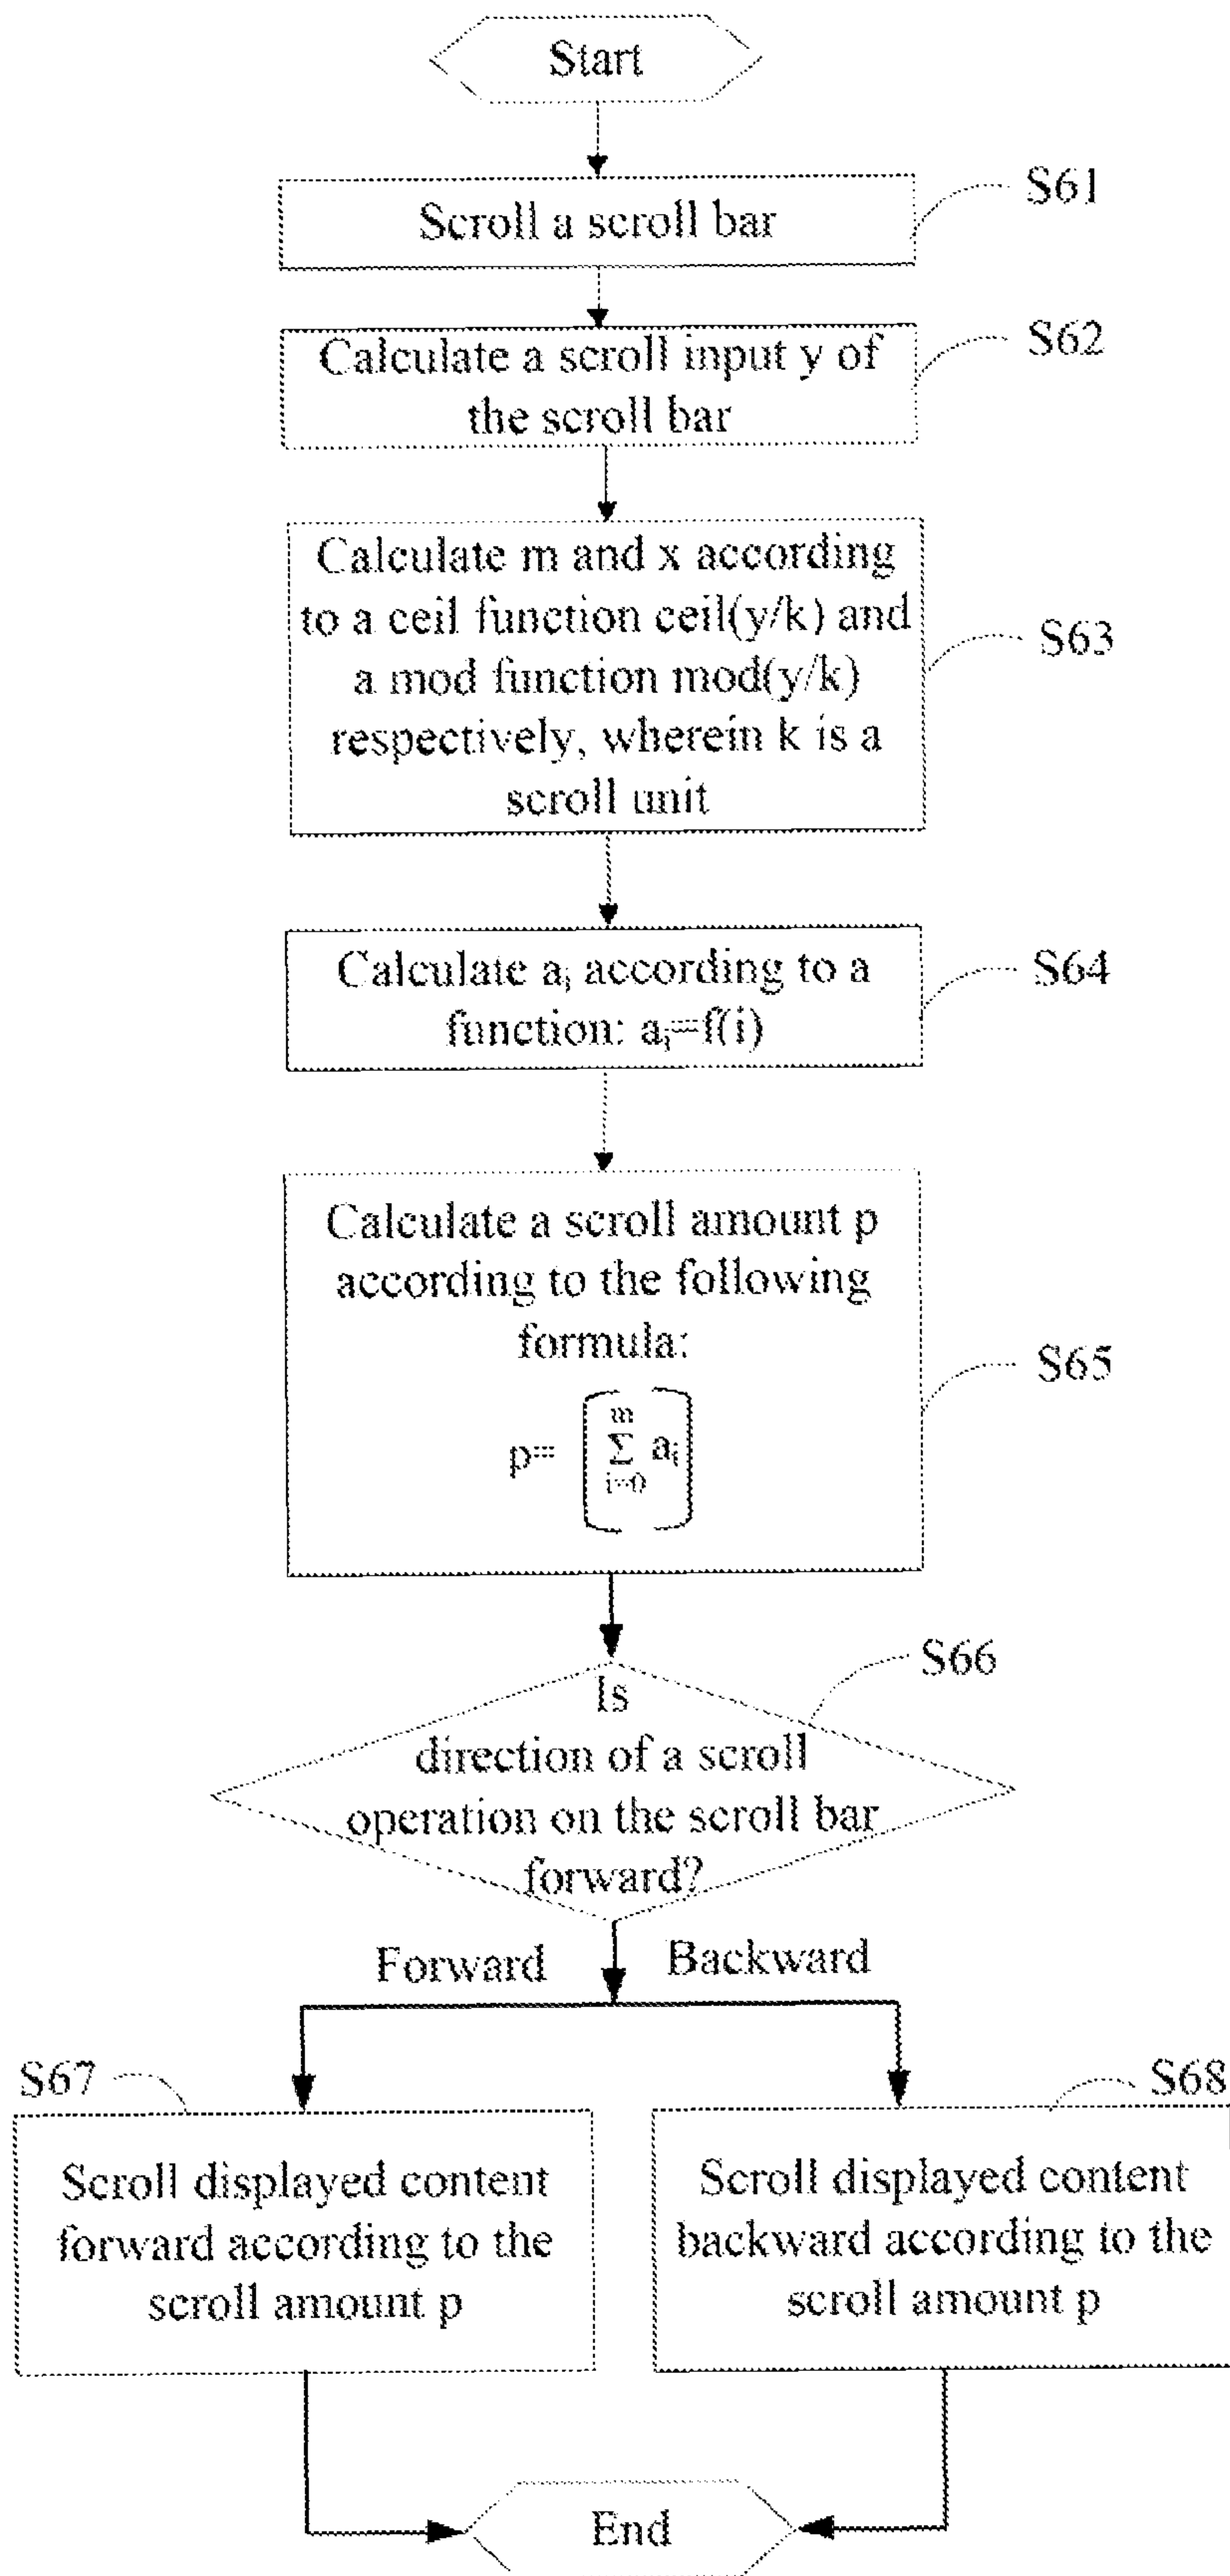 Start
Scroll a scroll bar
S61
Calculate a scroll input y of
the scroll bar
S62
Calculate m and x according
to a ceil function ceil(y/k) and
a mod function mod(y/k)
respectively, wherein k is a
scroll unit
S63
Calculate aᵢ according to a
function: aᵢ=f(i)
S64
Calculate a scroll amount p
according to the following
formula:
m
p= [ Σ aᵢ ]
i=0
S65
S66
Is
direction of a scroll
operation on the scroll bar
forward?
Forward
Backward
S67
S68
Scroll displayed content
forward according to the
scroll amount p
Scroll displayed content
backward according to the
scroll amount p
End